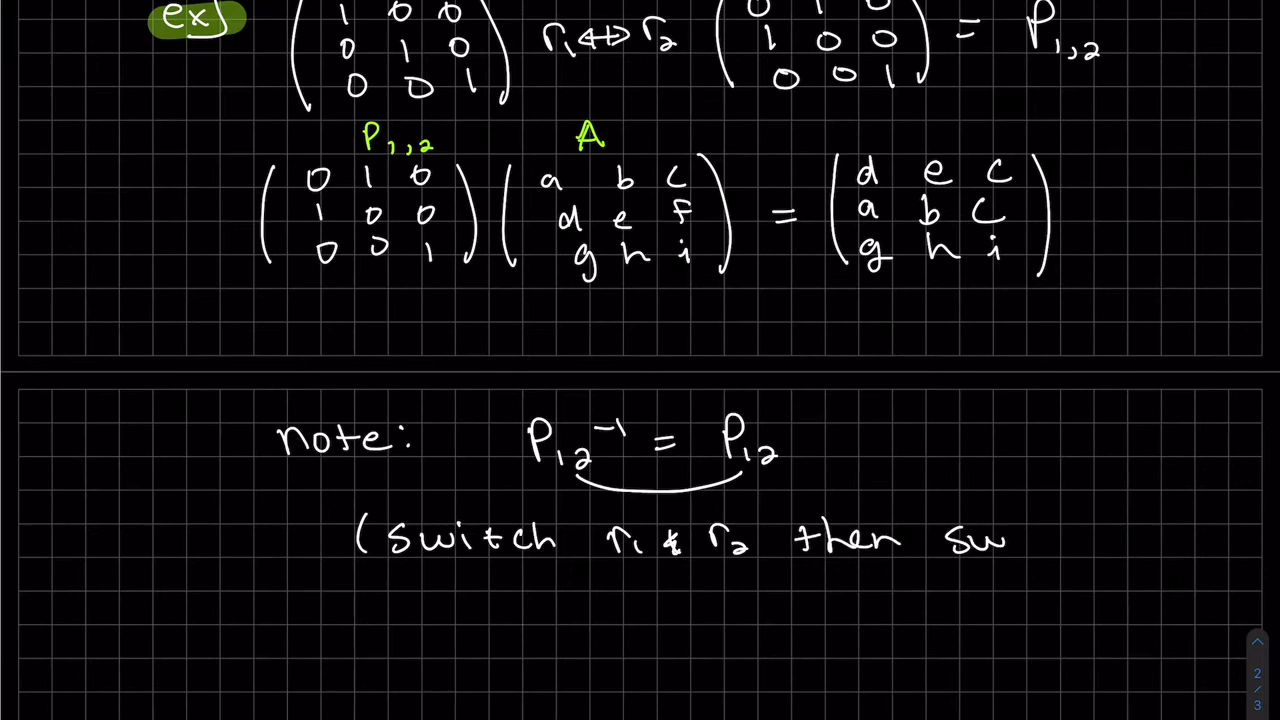 ex)
1 0 0
0 1 0
0 0 1
r₁ ↔ r₂
0 1 0
1 0 0
0 0 1
= P₁,₂
P₁,₂
A
0 1 0
1 0 0
0 0 1
a b c
d e f
g h i
=
d e c
a b c
g h i
note: P₁₂⁻¹ = P₁₂
(switch r₁ & r₂ then sw
2
/
3